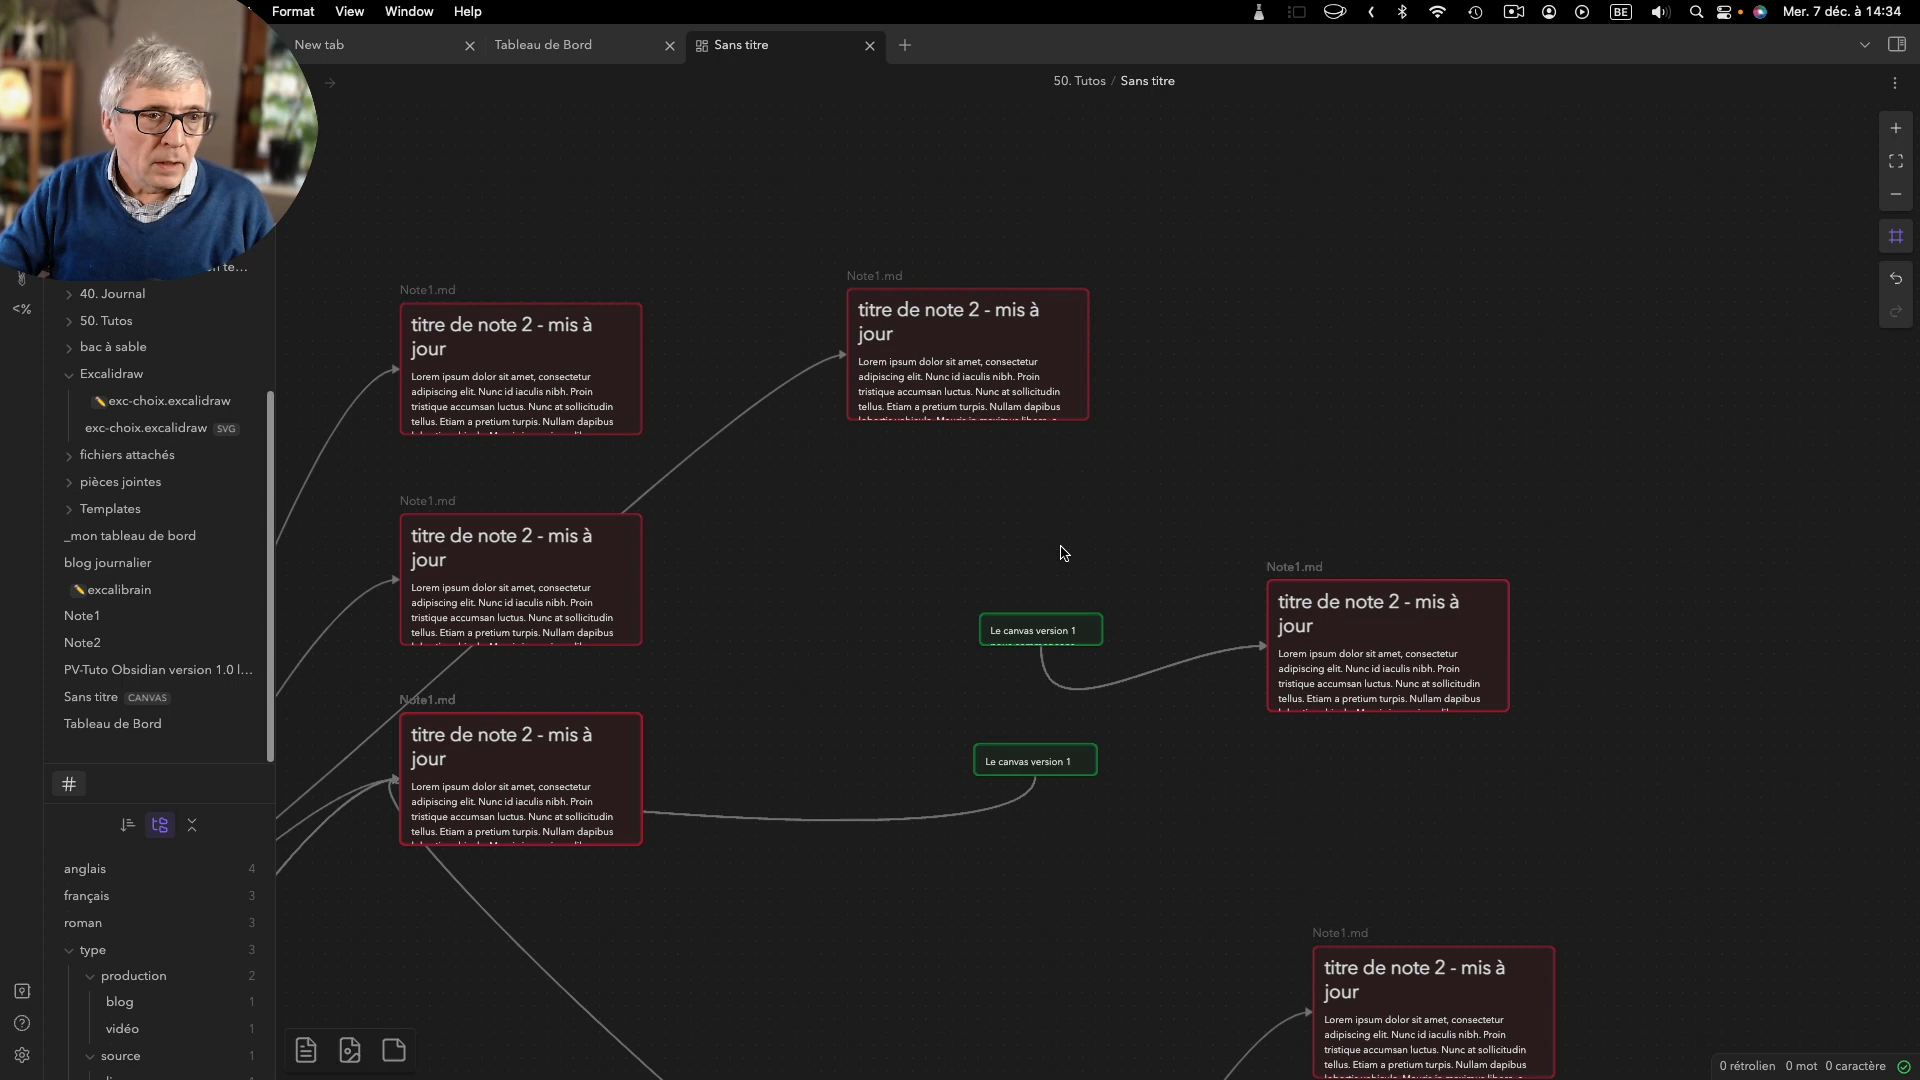 Format View Window Help
BE Mer. 7 déc. à 14:34
New tab
Tableau de Bord
Sans titre
50. Tutos / Sans titre
<%
40. Journal
50. Tutos
bac à sable
Excalidraw
exc-choix.excalidraw
exc-choix.excalidraw SVG
fichiers attachés
pièces jointes
Templates
_mon tableau de bord
blog journalier
excalibrain
Note1
Note2
PV-Tuto Obsidian version 1.0 l...
Sans titre CANVAS
Tableau de Bord
#
anglais 4
français 3
roman 3
type 3
production 2
blog 1
vidéo 1
source 1
Note1.md
titre de note 2 - mis à
jour
Lorem ipsum dolor sit amet, consectetur
adipiscing elit. Nunc id iaculis nibh. Proin
tristique accumsan luctus. Nunc at sollicitudin
tellus. Etiam a pretium turpis. Nullam dapibus
Note1.md
titre de note 2 - mis à
jour
Lorem ipsum dolor sit amet, consectetur
adipiscing elit. Nunc id iaculis nibh. Proin
tristique accumsan luctus. Nunc at sollicitudin
tellus. Etiam a pretium turpis. Nullam dapibus
Note1.md
titre de note 2 - mis à
jour
Lorem ipsum dolor sit amet, consectetur
adipiscing elit. Nunc id iaculis nibh. Proin
tristique accumsan luctus. Nunc at sollicitudin
tellus. Etiam a pretium turpis. Nullam dapibus
Note1.md
titre de note 2 - mis à
jour
Lorem ipsum dolor sit amet, consectetur
adipiscing elit. Nunc id iaculis nibh. Proin
tristique accumsan luctus. Nunc at sollicitudin
tellus. Etiam a pretium turpis. Nullam dapibus
Le canvas version 1
Le canvas version 1
Note1.md
titre de note 2 - mis à
jour
Lorem ipsum dolor sit amet, consectetur
adipiscing elit. Nunc id iaculis nibh. Proin
tristique accumsan luctus. Nunc at sollicitudin
tellus. Etiam a pretium turpis. Nullam dapibus
Note1.md
titre de note 2 - mis à
jour
Lorem ipsum dolor sit amet, consectetur
adipiscing elit. Nunc id iaculis nibh. Proin
tristique accumsan luctus. Nunc at sollicitudin
tellus. Etiam a pretium turpis. Nullam dapibus
0 rétrolien 0 mot 0 caractère